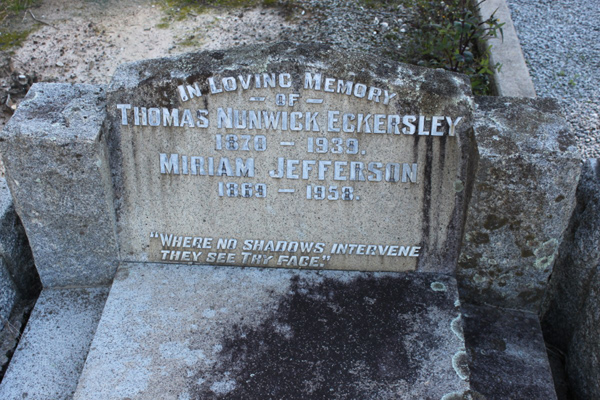 IN LOVING MEMORY
— OF —
THOMAS NUNWICK ECKERSLEY
1870 – 1938.
MIRIAM JEFFERSON
1869 – 1958.
"WHERE NO SHADOWS INTERVENE
THEY SEE THY FACE."